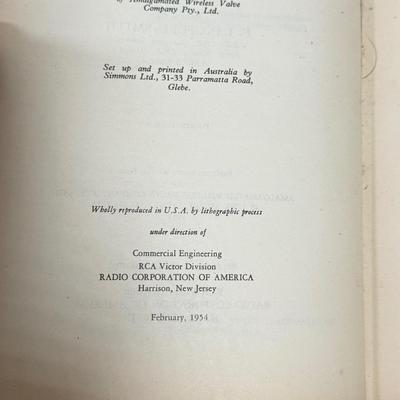 of Amalgamated Wireless Valve
Company Pty., Ltd.
Set up and printed in Australia by
Simmons Ltd., 31-33 Parramatta Road,
Glebe.
Wholly reproduced in U.S.A. by lithographic process
under direction of
Commercial Engineering
RCA Victor Division
RADIO CORPORATION OF AMERICA
Harrison, New Jersey
February, 1954